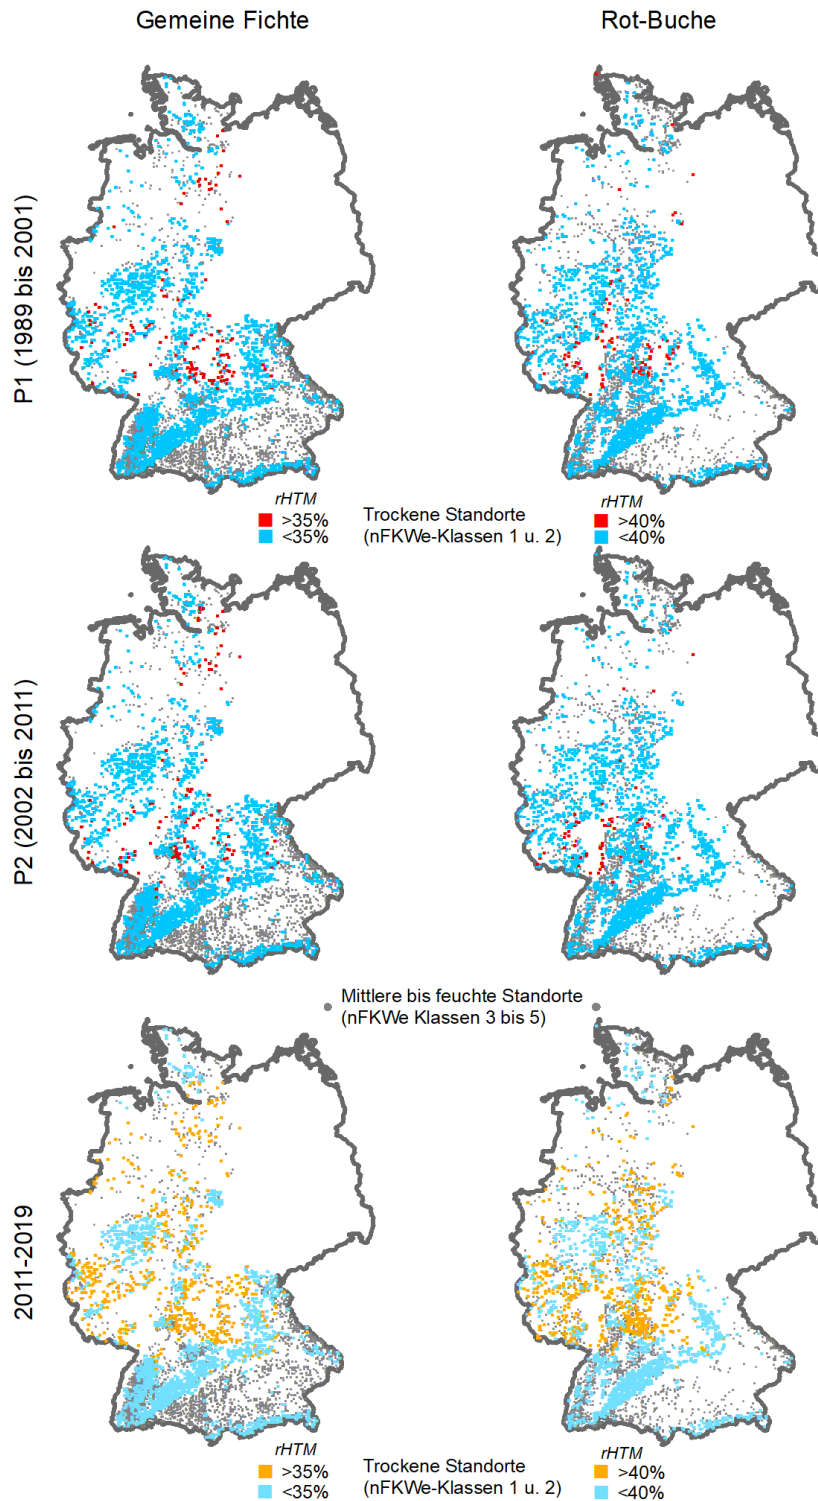 Gemeine Fichte
Rot-Buche
P1 (1989 bis 2001)
rHTM
>35%
<35%
Trockene Standorte
(nFKWe-Klassen 1 u. 2)
rHTM
>40%
<40%
P2 (2002 bis 2011)
Mittlere bis feuchte Standorte
(nFKWe Klassen 3 bis 5)
2011-2019
rHTM
>35%
<35%
Trockene Standorte
(nFKWe-Klassen 1 u. 2)
rHTM
>40%
<40%